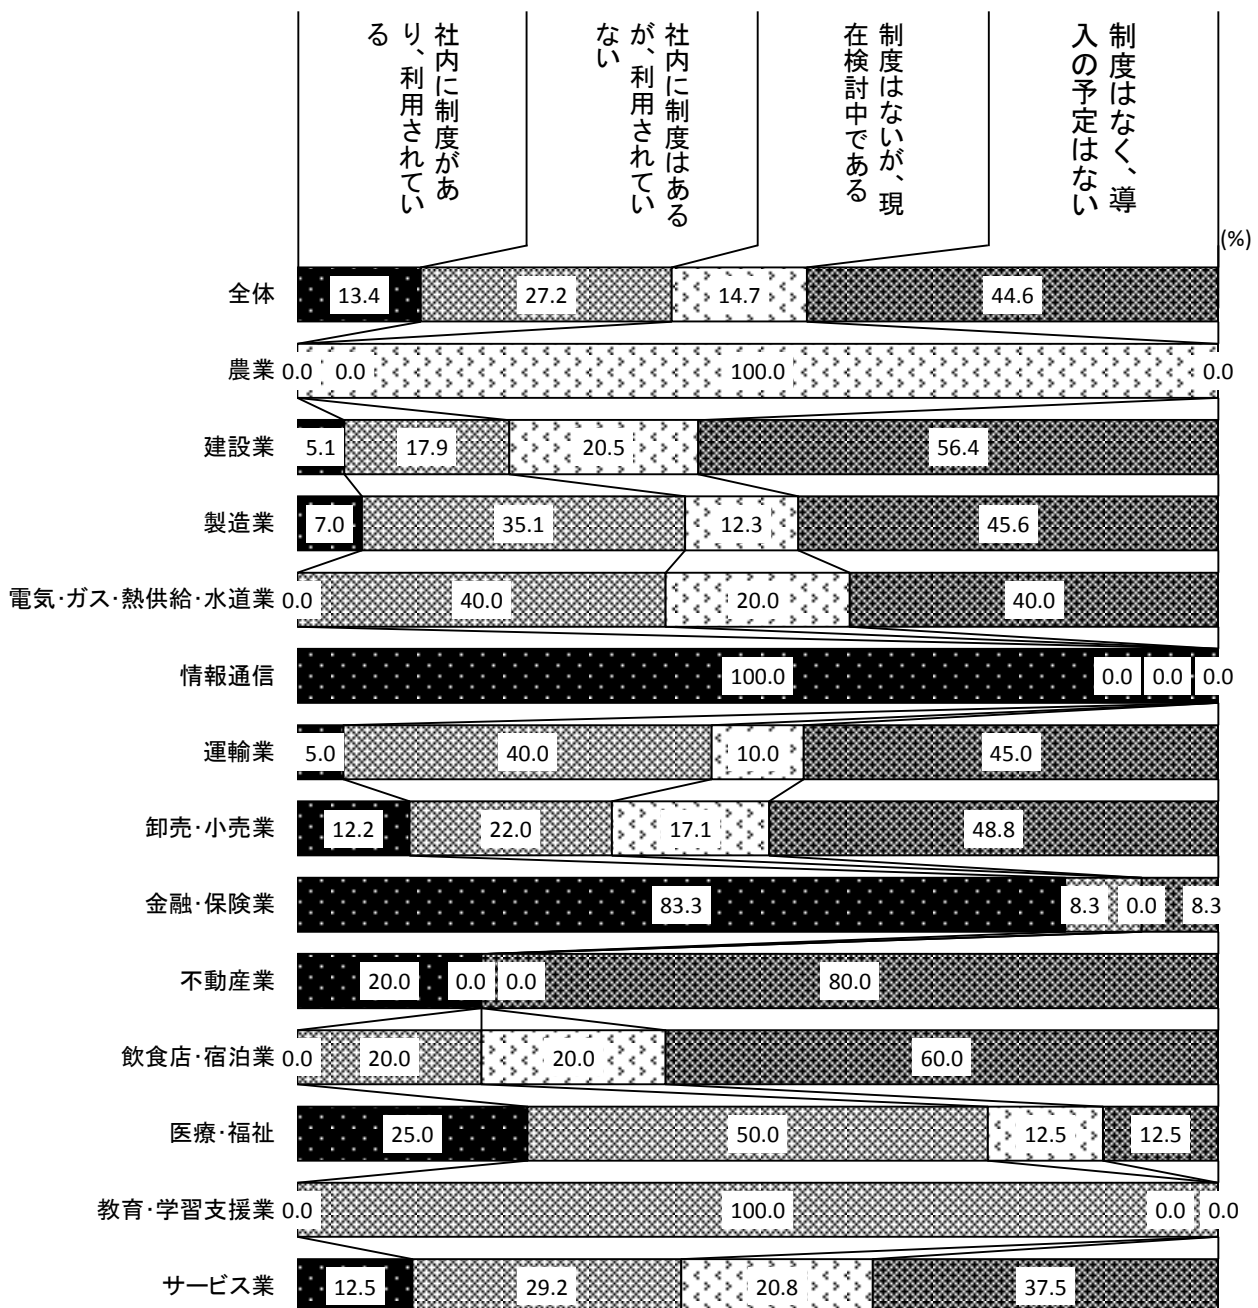 社内に制度があ
り、利用されてい
る
社内に制度はある
が、利用されてい
ない
制度はないが、現
在検討中である
制度はなく、導
入の予定はない
(%)
全体 13.4 27.2 14.7 44.6
農業 0.0 0.0 100.0 0.0
建設業 5.1 17.9 20.5 56.4
製造業 7.0 35.1 12.3 45.6
電気・ガス・熱供給・水道業 0.0 40.0 20.0 40.0
情報通信 100.0 0.0 0.0 0.0
運輸業 5.0 40.0 10.0 45.0
卸売・小売業 12.2 22.0 17.1 48.8
金融・保険業 83.3 8.3 0.0 8.3
不動産業 20.0 0.0 0.0 80.0
飲食店・宿泊業 0.0 20.0 20.0 60.0
医療・福祉 25.0 50.0 12.5 12.5
教育・学習支援業 0.0 100.0 0.0 0.0
サービス業 12.5 29.2 20.8 37.5